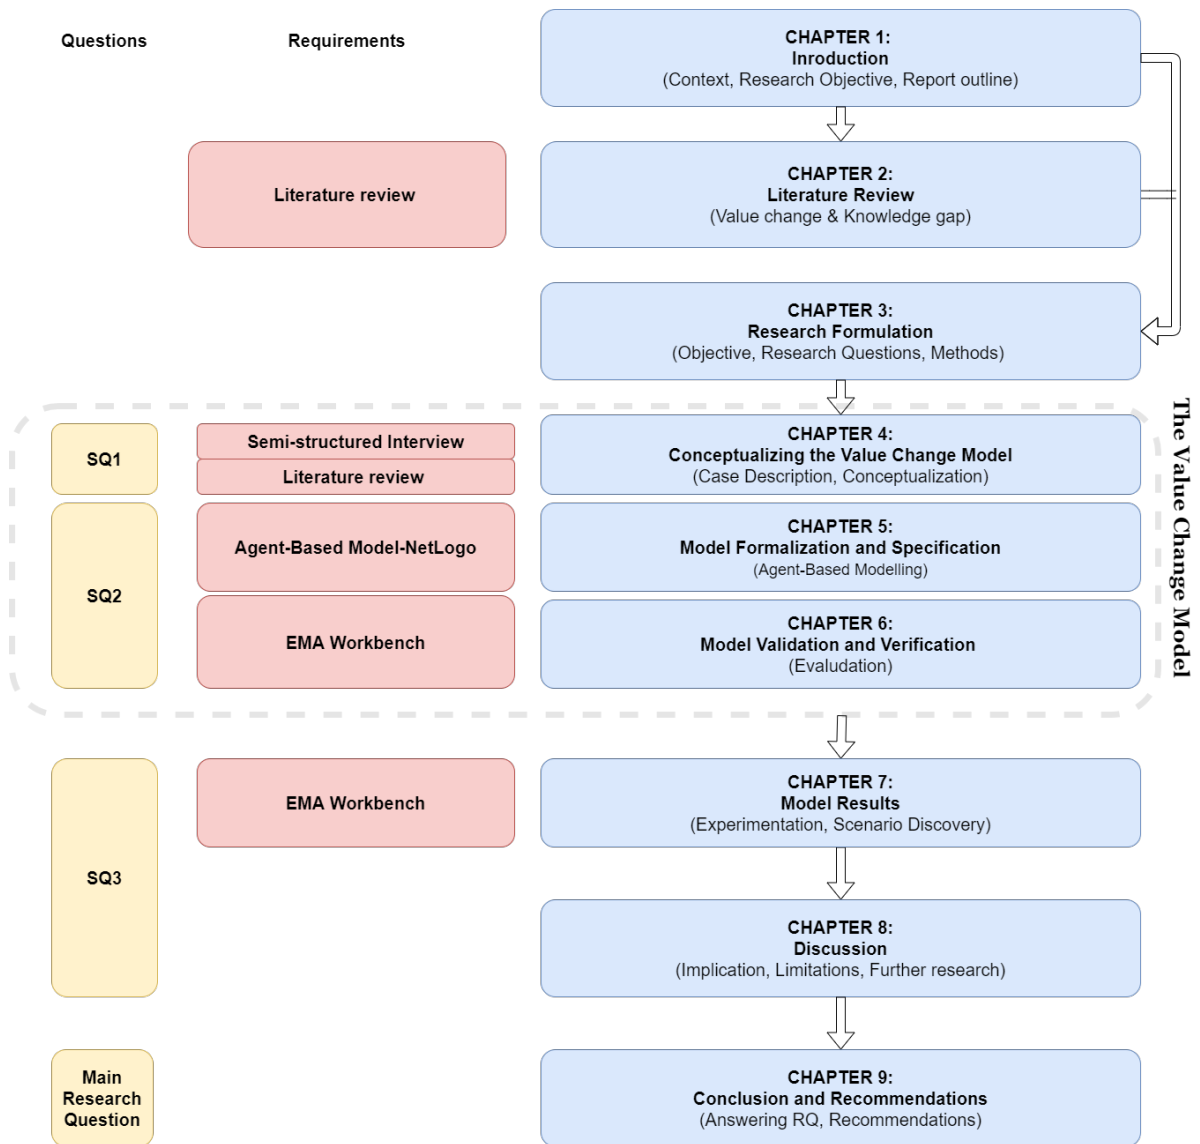 Questions
Requirements
CHAPTER 1:
Inroduction
(Context, Research Objective, Report outline)
Literature review
CHAPTER 2:
Literature Review
(Value change & Knowledge gap)
CHAPTER 3:
Research Formulation
(Objective, Research Questions, Methods)
The Value Change Model
SQ1
Semi-structured Interview
Literature review
CHAPTER 4:
Conceptualizing the Value Change Model
(Case Description, Conceptualization)
SQ2
Agent-Based Model-NetLogo
CHAPTER 5:
Model Formalization and Specification
(Agent-Based Modelling)
EMA Workbench
CHAPTER 6:
Model Validation and Verification
(Evaludation)
SQ3
EMA Workbench
CHAPTER 7:
Model Results
(Experimentation, Scenario Discovery)
CHAPTER 8:
Discussion
(Implication, Limitations, Further research)
Main
Research
Question
CHAPTER 9:
Conclusion and Recommendations
(Answering RQ, Recommendations)